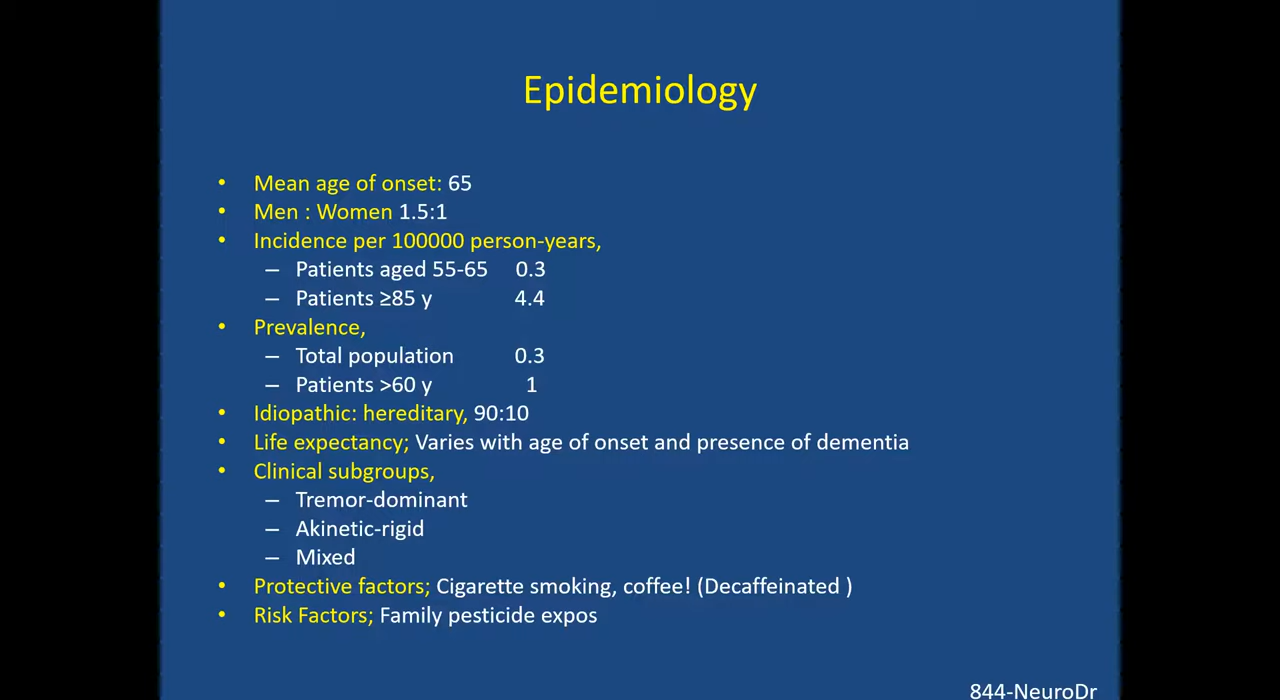 Epidemiology
• Mean age of onset: 65
• Men : Women 1.5:1
• Incidence per 100000 person-years,
– Patients aged 55-65 0.3
– Patients ≥85 y 4.4
• Prevalence,
– Total population 0.3
– Patients >60 y 1
• Idiopathic: hereditary, 90:10
• Life expectancy; Varies with age of onset and presence of dementia
• Clinical subgroups,
– Tremor-dominant
– Akinetic-rigid
– Mixed
• Protective factors; Cigarette smoking, coffee! (Decaffeinated )
• Risk Factors; Family pesticide expos
844-NeuroDr